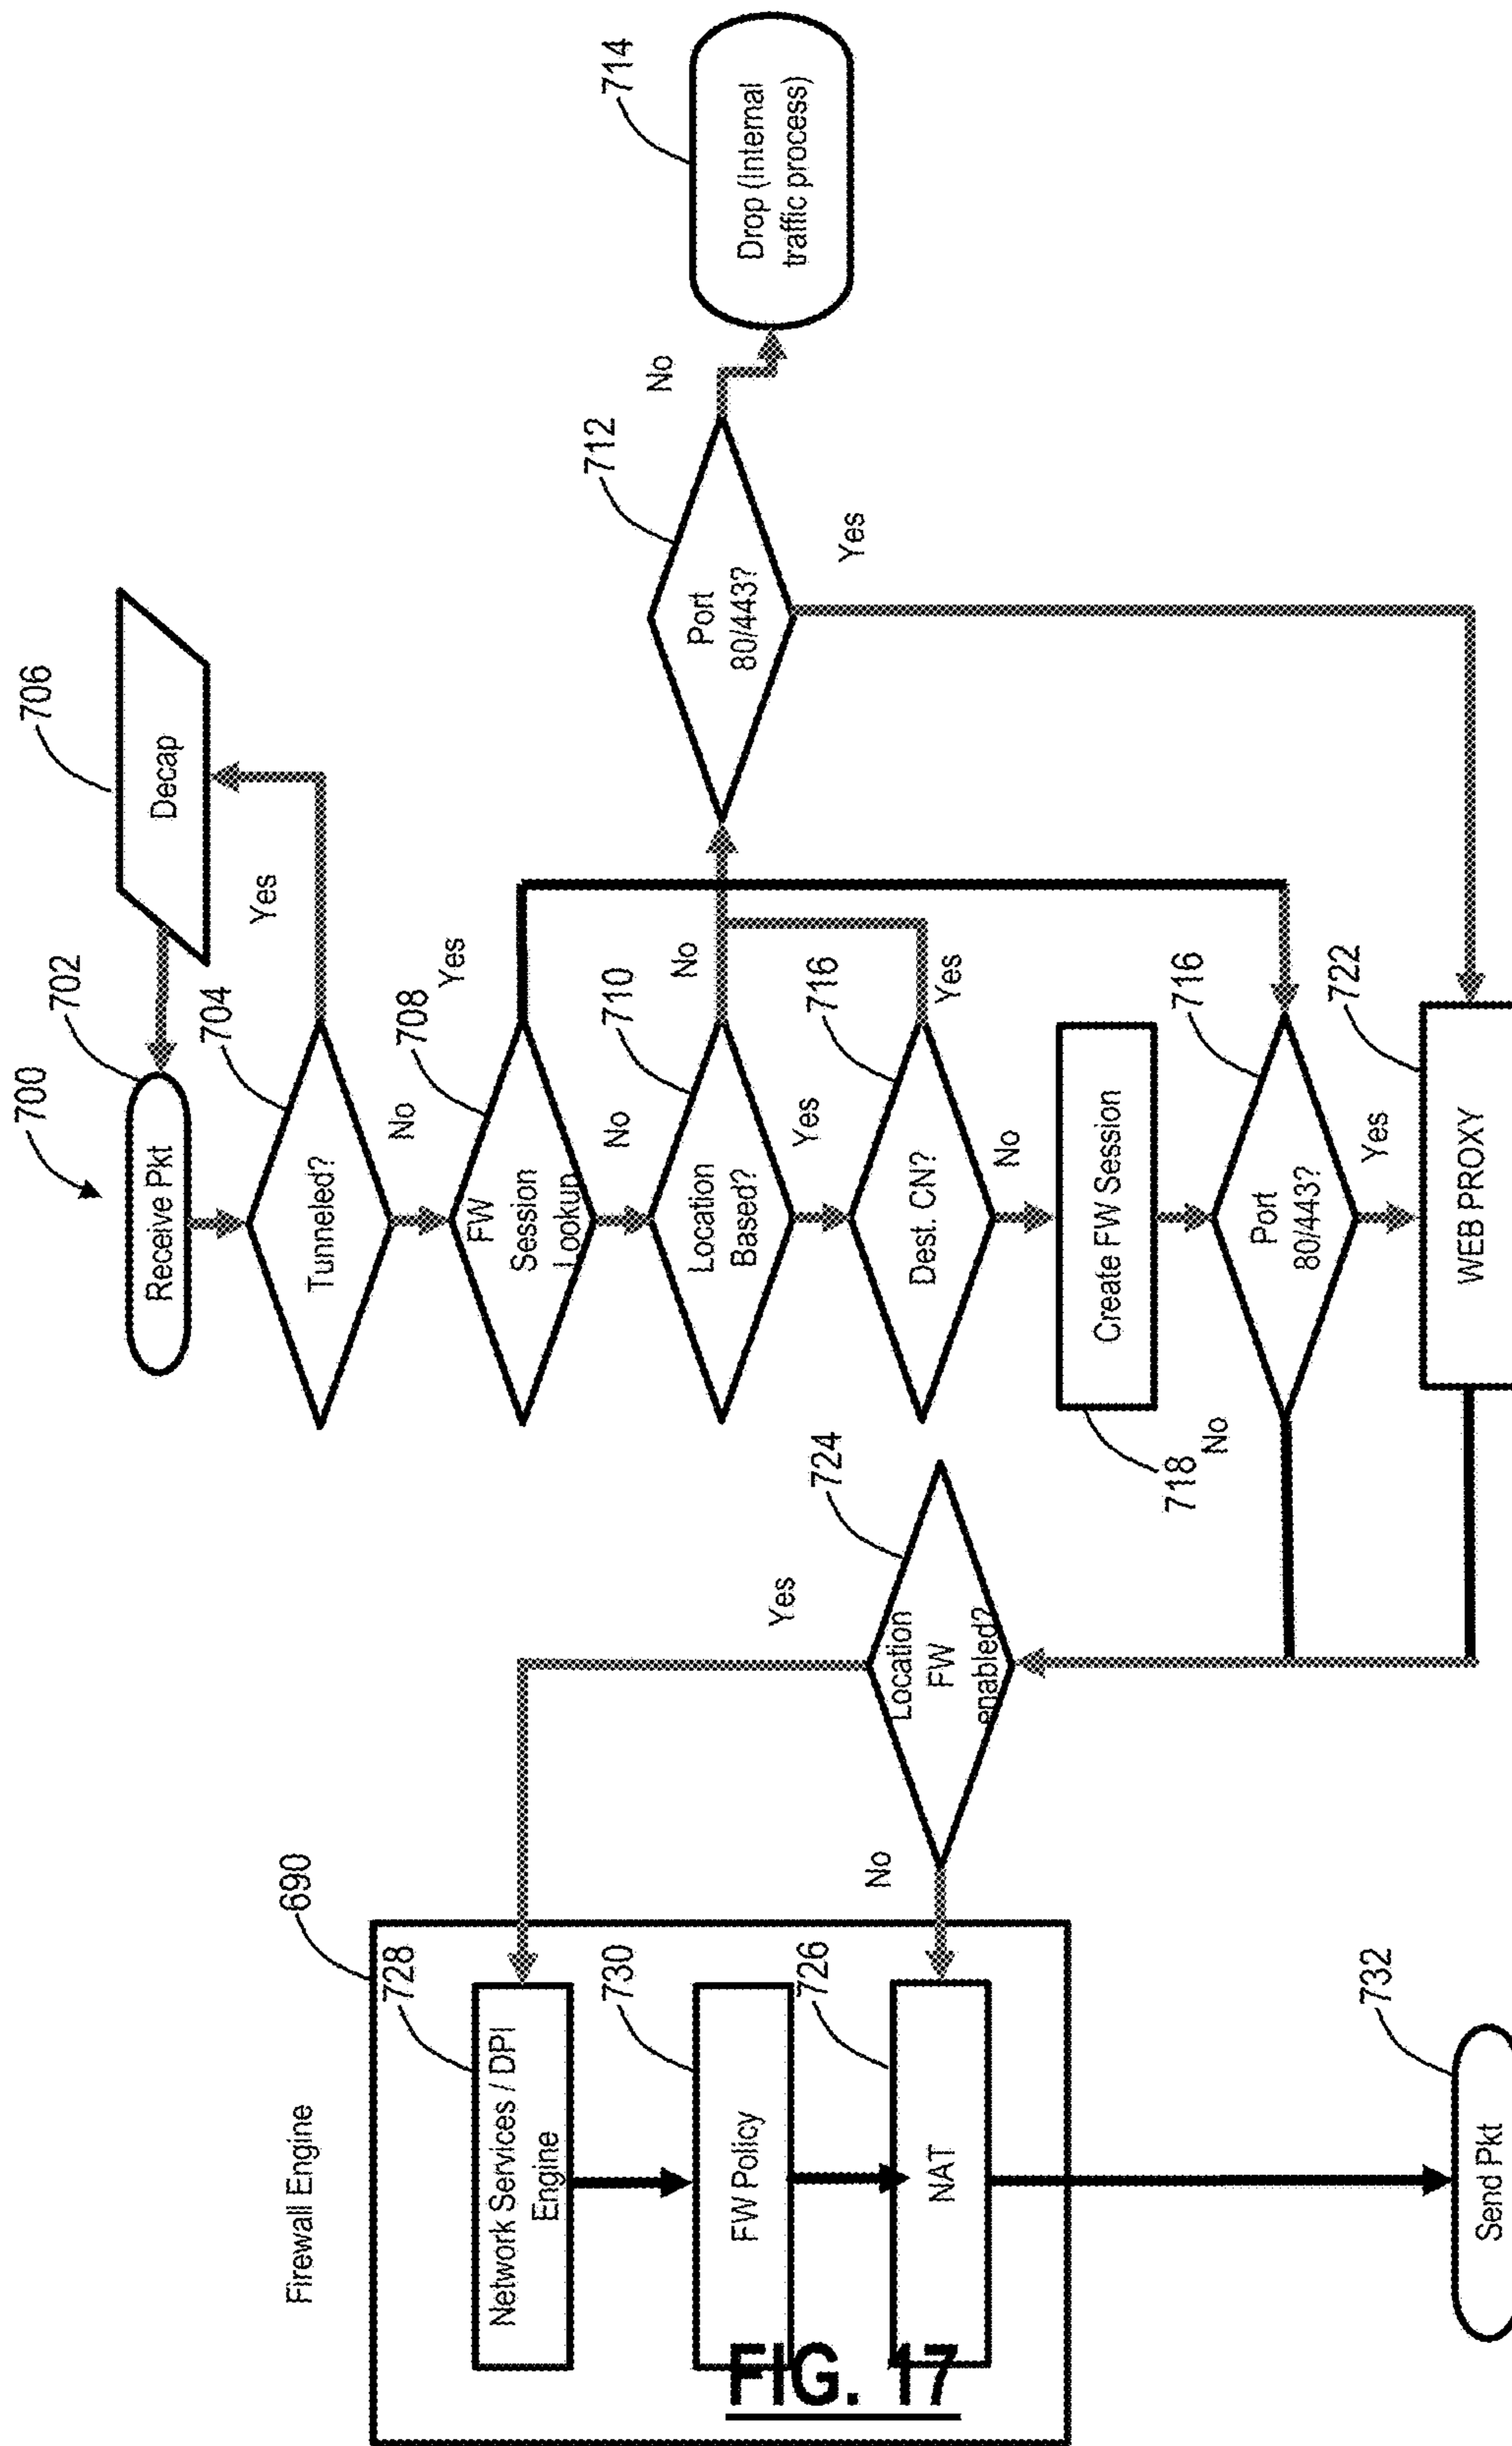 700
702
Receive Pkt
706
Decap
704
Tunneled?
Yes
No
708
FW
Session
Lookup
Yes
No
710
Location
Based?
No
Yes
712
Port
80/443?
No
Yes
714
Drop (Internal
traffic process)
716
Dest. CN?
Yes
No
Create FW Session
718
716
Port
80/443?
No
Yes
722
WEB PROXY
724
Location
FW
enabled?
Yes
No
Firewall Engine
690
728
Network Services / DPI
Engine
730
FW Policy
726
NAT
732
Send Pkt
FIG. 17